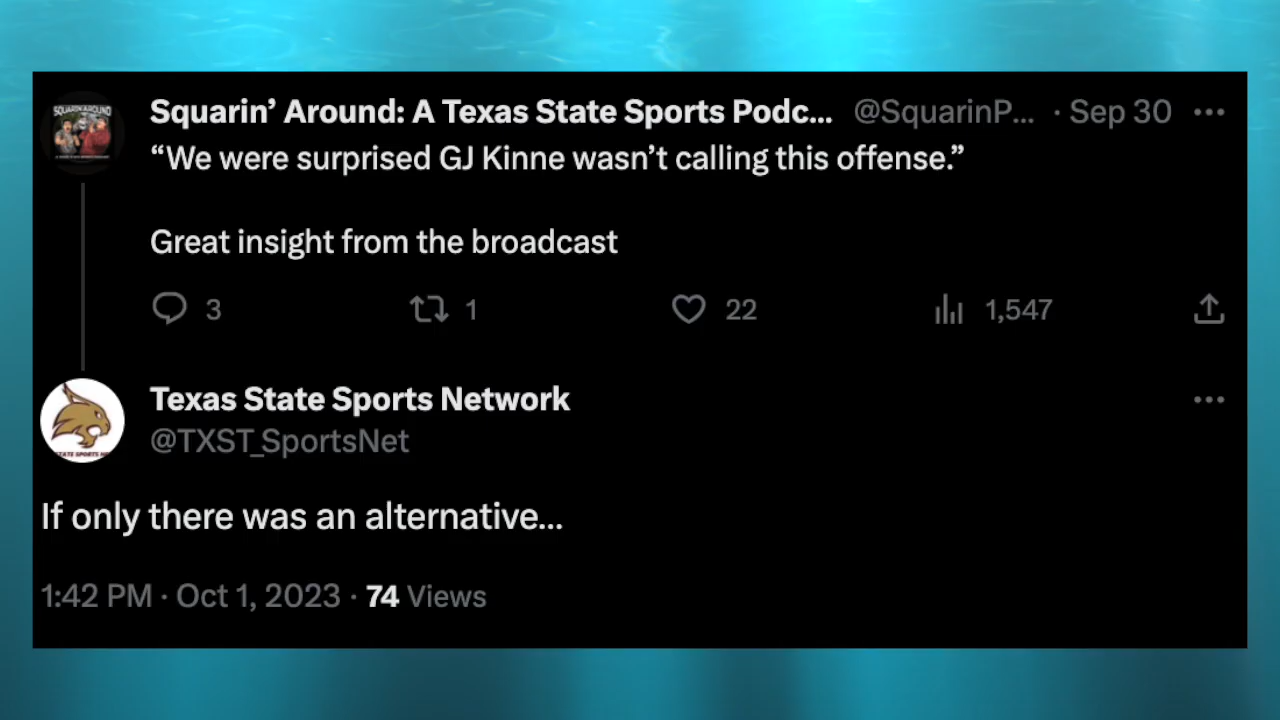 SQUARIN' AROUND
Squarin’ Around: A Texas State Sports Podc... @SquarinP... · Sep 30 ···
“We were surprised GJ Kinne wasn’t calling this offense.”
Great insight from the broadcast
3 1 22 1,547
Texas State Sports Network ···
@TXST_SportsNet
If only there was an alternative...
1:42 PM · Oct 1, 2023 · 74 Views